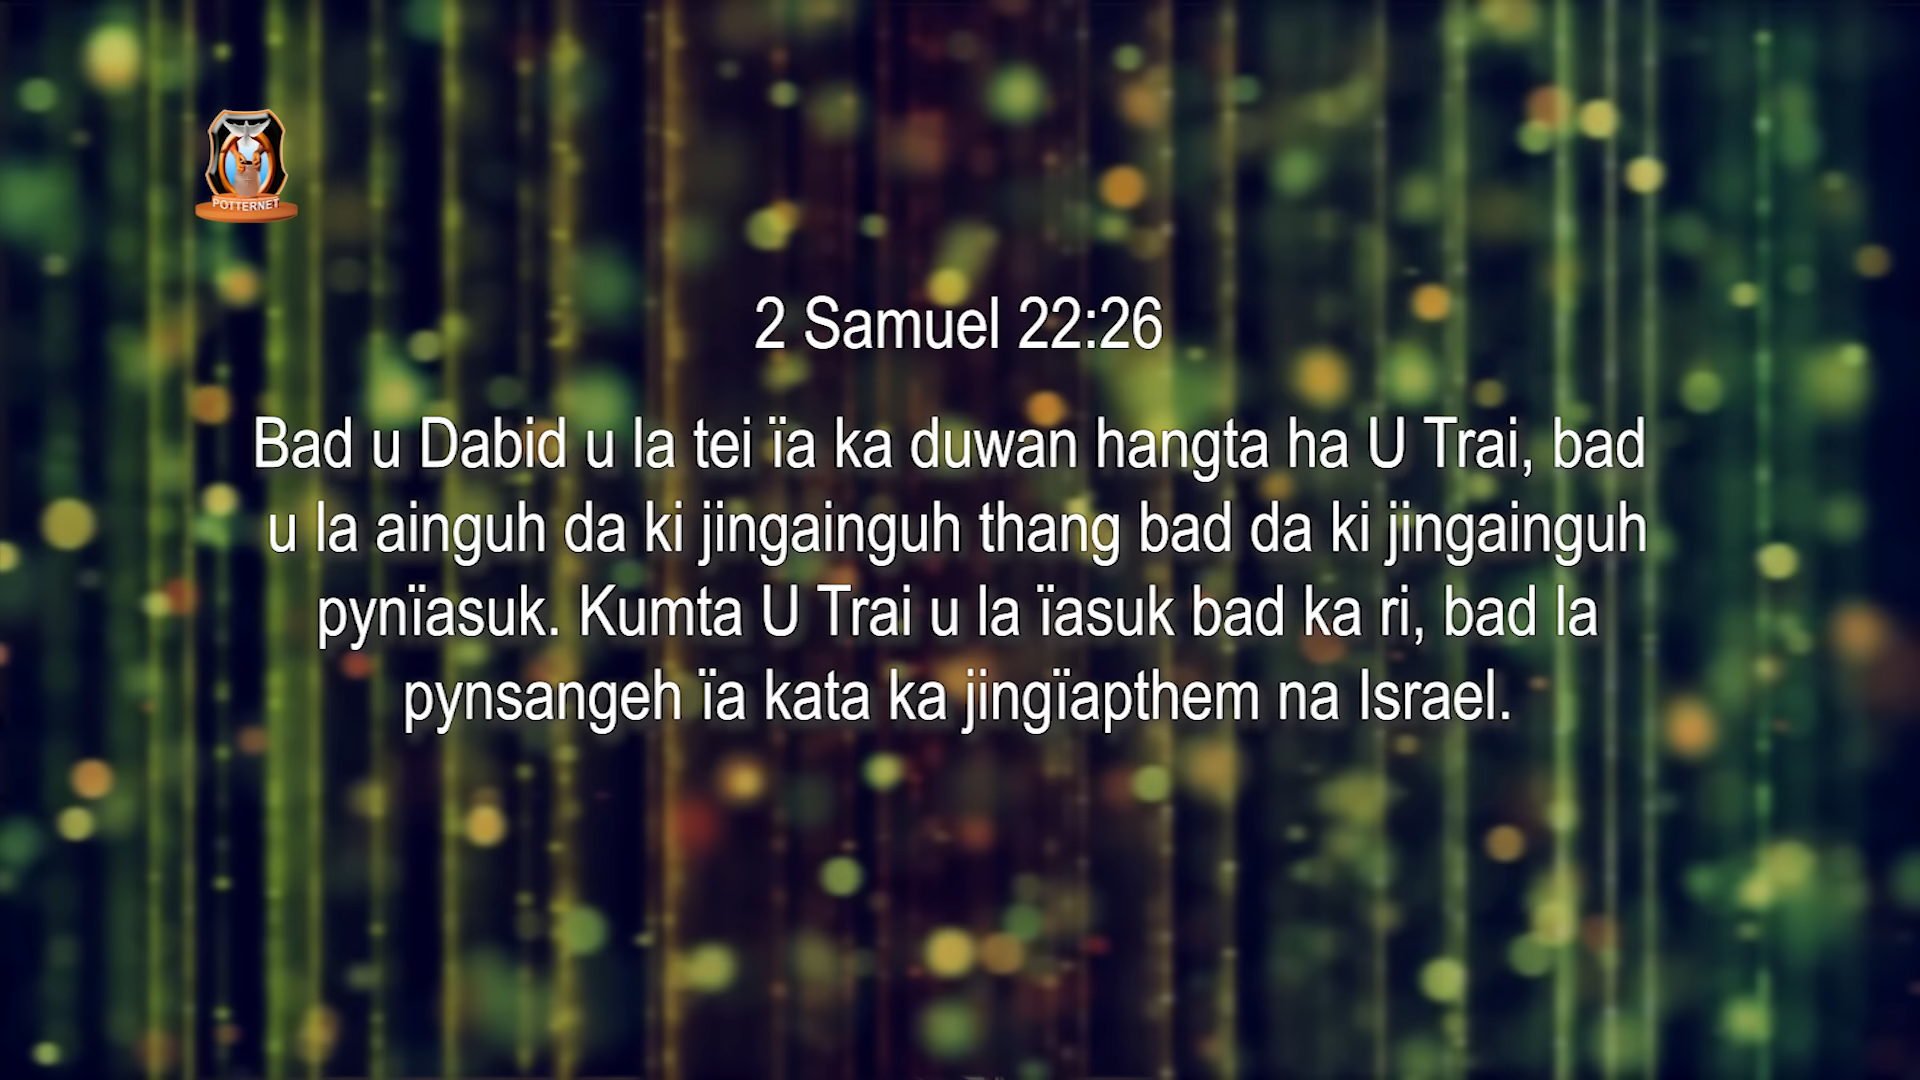 POTTERNET
2 Samuel 22:26
Bad u Dabid u la tei ïa ka duwan hangta ha U Trai, bad
u la ainguh da ki jingainguh thang bad da ki jingainguh
pynïasuk. Kumta U Trai u la ïasuk bad ka ri, bad la
pynsangeh ïa kata ka jingïapthem na Israel.